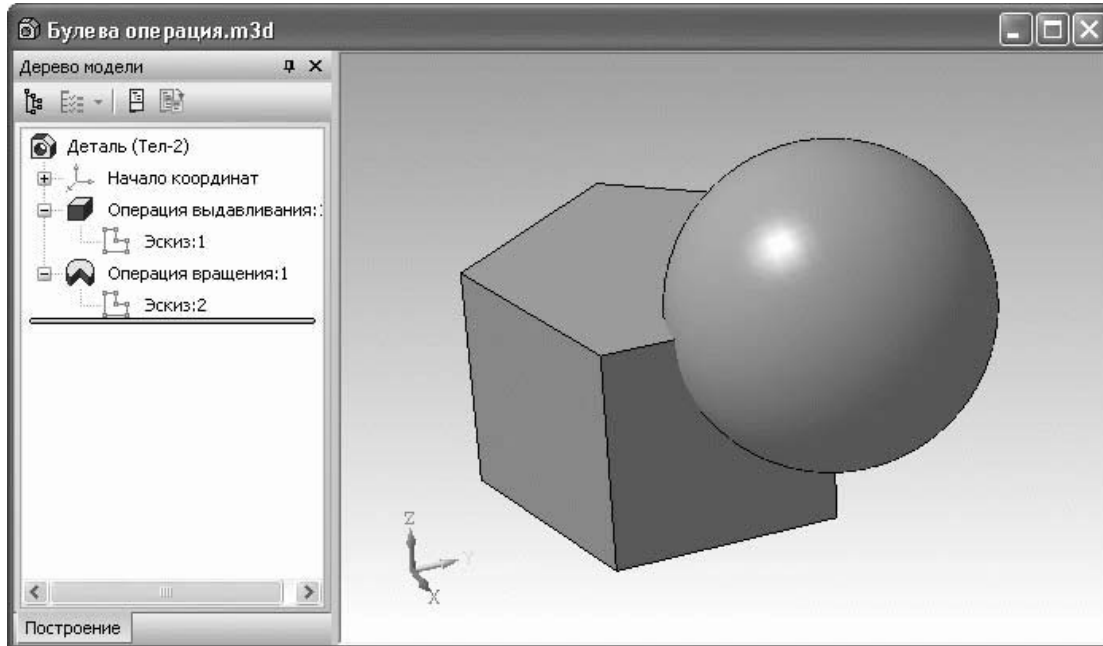 Булева операция.m3d
Дерево модели
Деталь (Тел-2)
Начало координат
Операция выдавливания:1
Эскиз:1
Операция вращения:1
Эскиз:2
Z
Y
X
Построение